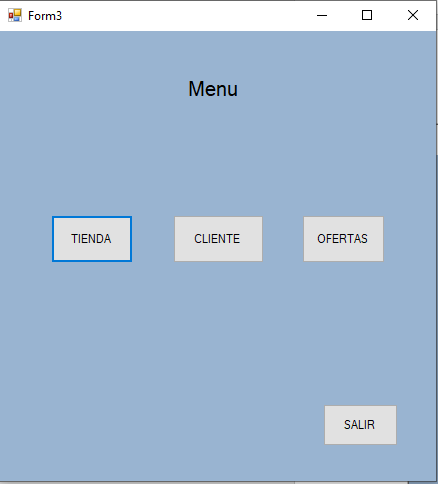 Form3
Menu
TIENDA CLIENTE OFERTAS
SALIR